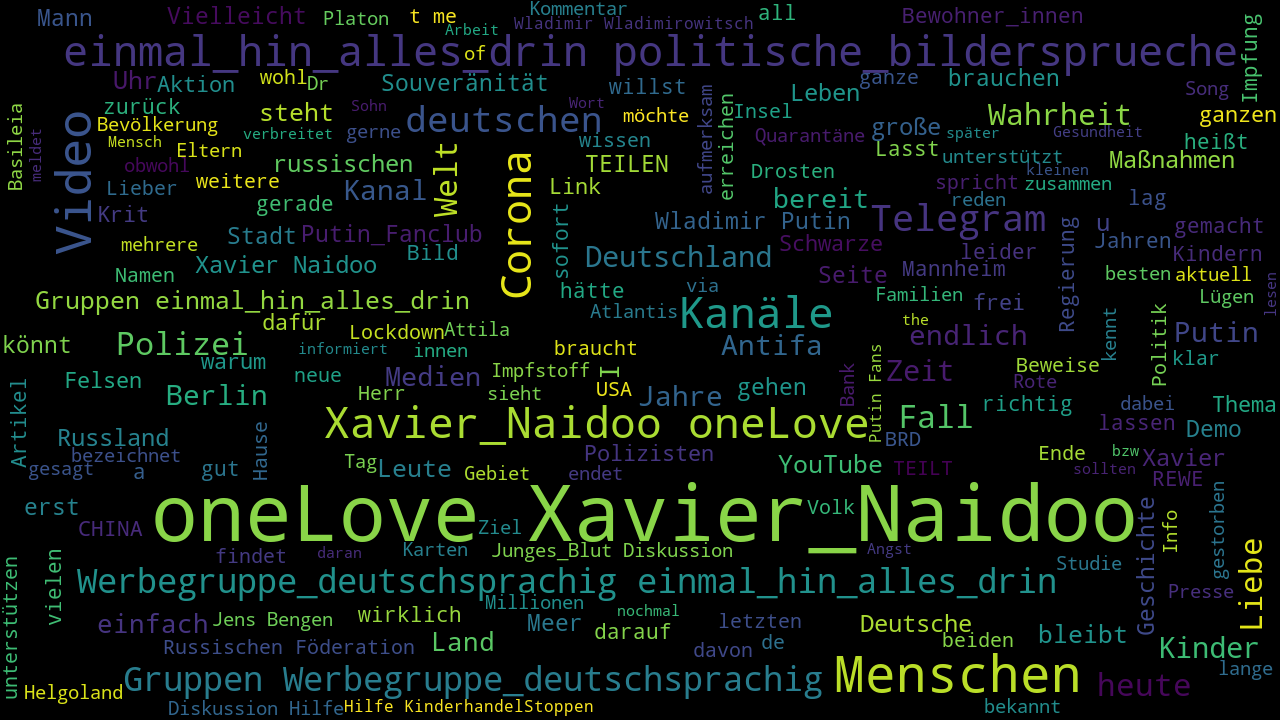 Mann
Vielleicht
Platon
t me
Kommentar
Wladimir Wladimirowitsch
all
Bewohner_innen
Impfung
Arbeit
of
einmal_hin_alles_drin politische_bildersprueche
Uhr
Aktion
wohl
Dr
Souveränität
willst
ganze
brauchen
Song
Leben
zurück
steht
Sohn
Wort
möchte
aufmerksam
erreichen
Insel
Wahrheit
ganzen
Basileia
meldet
Video
Bevölkerung
verbreitet
gerne
deutschen
wissen
Quarantäne
große
später
Gesundheit
heißt
Mensch
Eltern
Lasst
unterstützt
Maßnahmen
obwohl
russischen
Welt
Corona
TEILEN
Drosten
kleinen
Lieber
weitere
Kanal
Link
bereit
spricht
zusammen
reden
lag
Krit
gerade
Wladimir Putin
Telegram
u
gemacht
mehrere
Stadt
Putin_Fanclub
Bild
sofort
Deutschland
Schwarze
leider
Regierung
Jahren
Kindern
Namen
Xavier Naidoo
Seite
Mannheim
besten
aktuell
lesen
Gruppen einmal_hin_alles_drin
hätte
via
Atlantis
Kanäle
Familien
frei
Lügen
dafür
Lockdown
Attila
the
endlich
kennt
Politik
Putin
könnt
Polizei
informiert
innen
braucht
Antifa
klar
warum
neue
Medien
Impfstoff
I
Bank
Putin Fans
Zeit
Beweise
Felsen
Berlin
Herr
sieht
USA
Jahre
gehen
Rote
Artikel
Xavier_Naidoo oneLove
Fall
richtig
dabei
Thema
lassen
Demo
Russland
bezeichnet
Hause
Polizisten
BRD
Ende
bzw
Xavier
gesagt
a
gut
Tag
Leute
Gebiet
endet
YouTube
TEILT
sollten
REWE
erst
oneLove Xavier_Naidoo
Volk
CHINA
Ziel
Geschichte
Info
gestorben
findet
daran
Karten
Junges_Blut Diskussion
Angst
Studie
Liebe
unterstützen
vielen
Werbegruppe_deutschsprachig einmal_hin_alles_drin
Presse
Millionen
nochmal
einfach
Jens Bengen
wirklich
Meer
darauf
letzten
Deutsche
beiden
bleibt
Russischen Föderation
Land
davon
de
Kinder
lange
Helgoland
Gruppen Werbegruppe_deutschsprachig
Menschen
heute
Diskussion Hilfe
Hilfe KinderhandelStoppen
bekannt